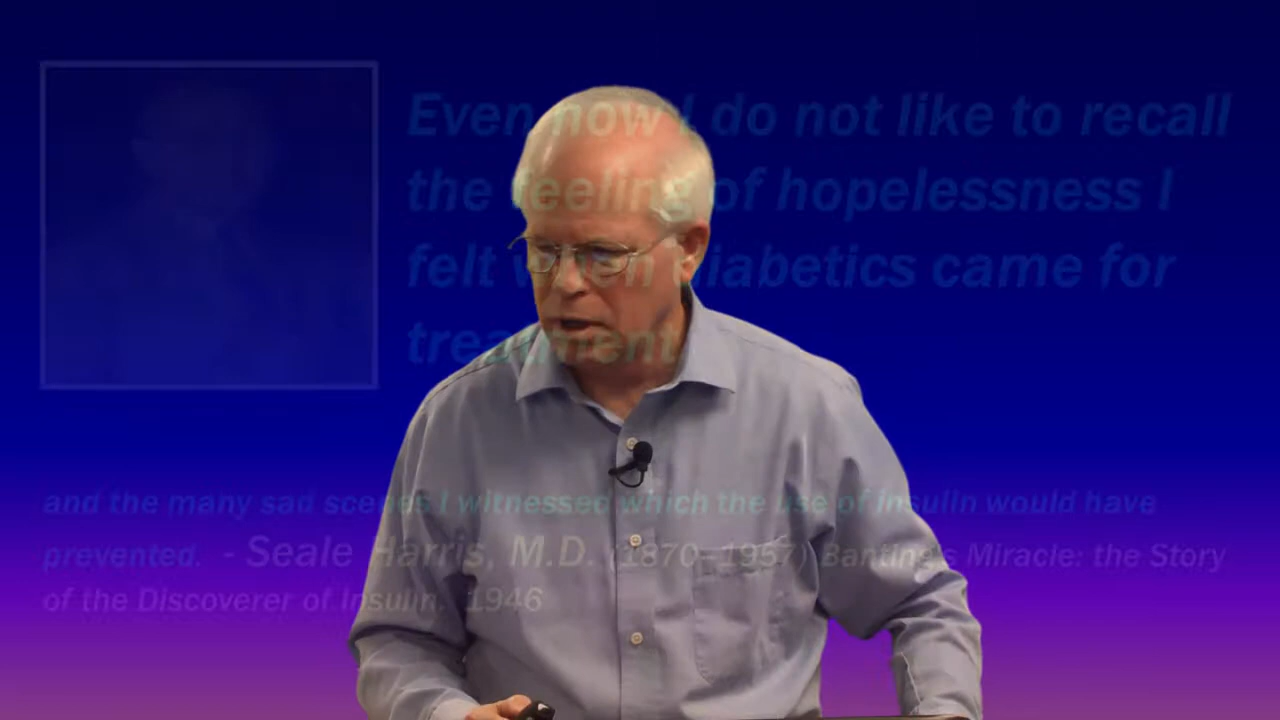 Even now I do not like to recall
the feeling of hopelessness I
felt when diabetics came for
treatment
and the many sad scenes I witnessed which the use of insulin would have
prevented. - Seale Harris, M.D. (1870-1957) Banting's Miracle: the Story
of the Discoverer of Insulin, 1946